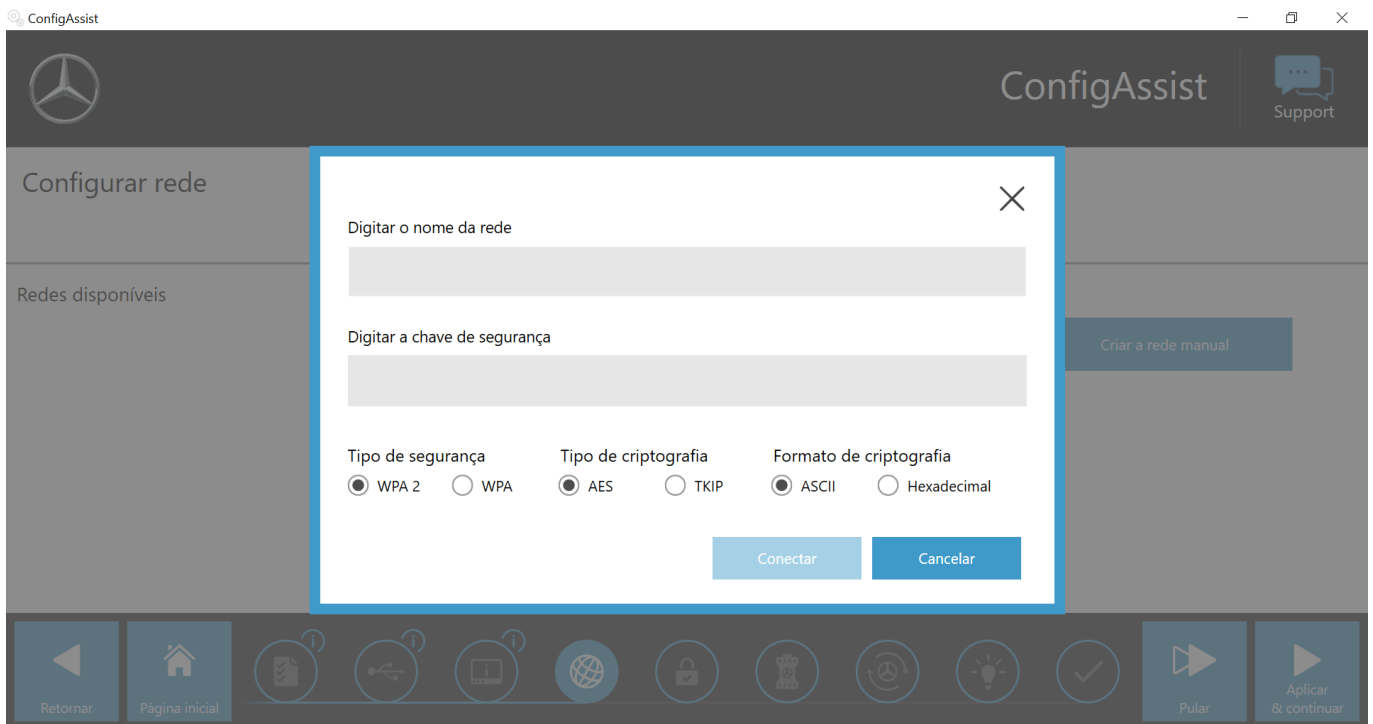 ConfigAssist
ConfigAssist
Support
Configurar rede
Redes disponíveis
Criar a rede manual
Digitar o nome da rede
Digitar a chave de segurança
Tipo de segurança Tipo de criptografia Formato de criptografia
WPA 2 WPA AES TKIP ASCII Hexadecimal
Conectar Cancelar
Retornar Página inicial Pular Aplicar
& continuar